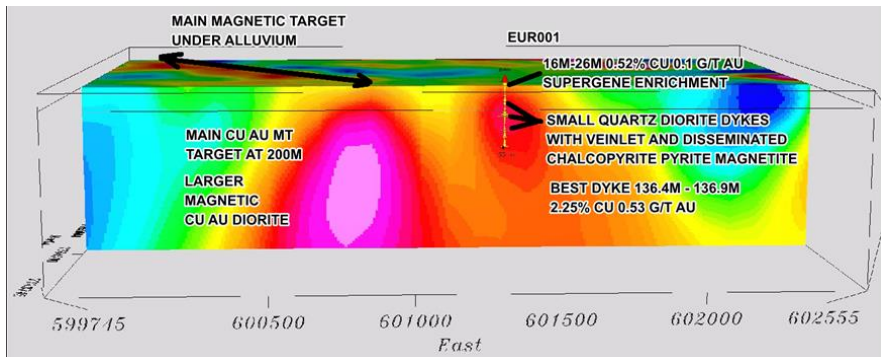 MAIN MAGNETIC TARGET
UNDER ALLUVIUM
EUR001
16M-26M 0.52% CU 0.1 G/T AU
SUPERGENE ENRICHMENT
SMALL QUARTZ DIORITE DYKES
WITH VEINLET AND DISSEMINATED
CHALCOPYRITE PYRITE MAGNETITE
MAIN CU AU MT
TARGET AT 200M
LARGER
MAGNETIC
CU AU DIORITE
BEST DYKE 136.4M - 136.9M
2.25% CU 0.53 G/T AU
599745
600500
601000
601500
602000
602555
East